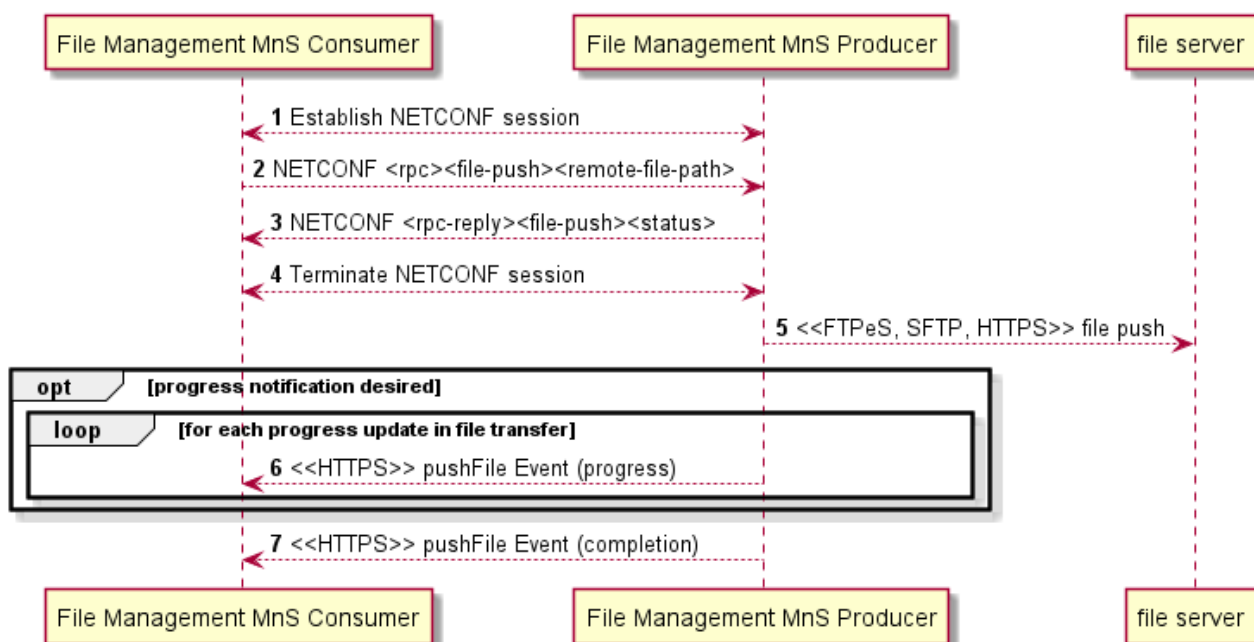 File Management MnS Consumer File Management MnS Producer file server
1 Establish NETCONF session
2 NETCONF <rpc><file-push><remote-file-path>
3 NETCONF <rpc-reply><file-push><status>
4 Terminate NETCONF session
5 <<FTPeS, SFTP, HTTPS>> file push
opt [progress notification desired]
loop [for each progress update in file transfer]
6 <<HTTPS>> pushFile Event (progress)
7 <<HTTPS>> pushFile Event (completion)
File Management MnS Consumer File Management MnS Producer file server